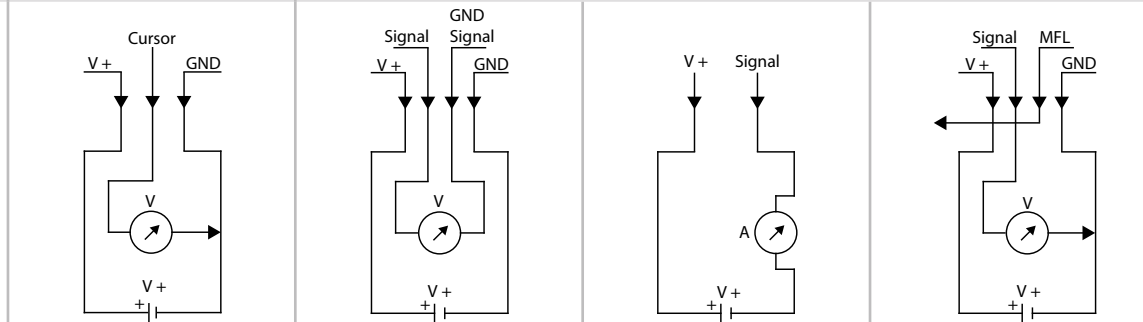 Cursor
V +
GND
V
V +
+
GND
Signal
Signal
V +
GND
V
V +
+
V +
Signal
A
V +
+
Signal
MFL
V +
GND
V
V +
+